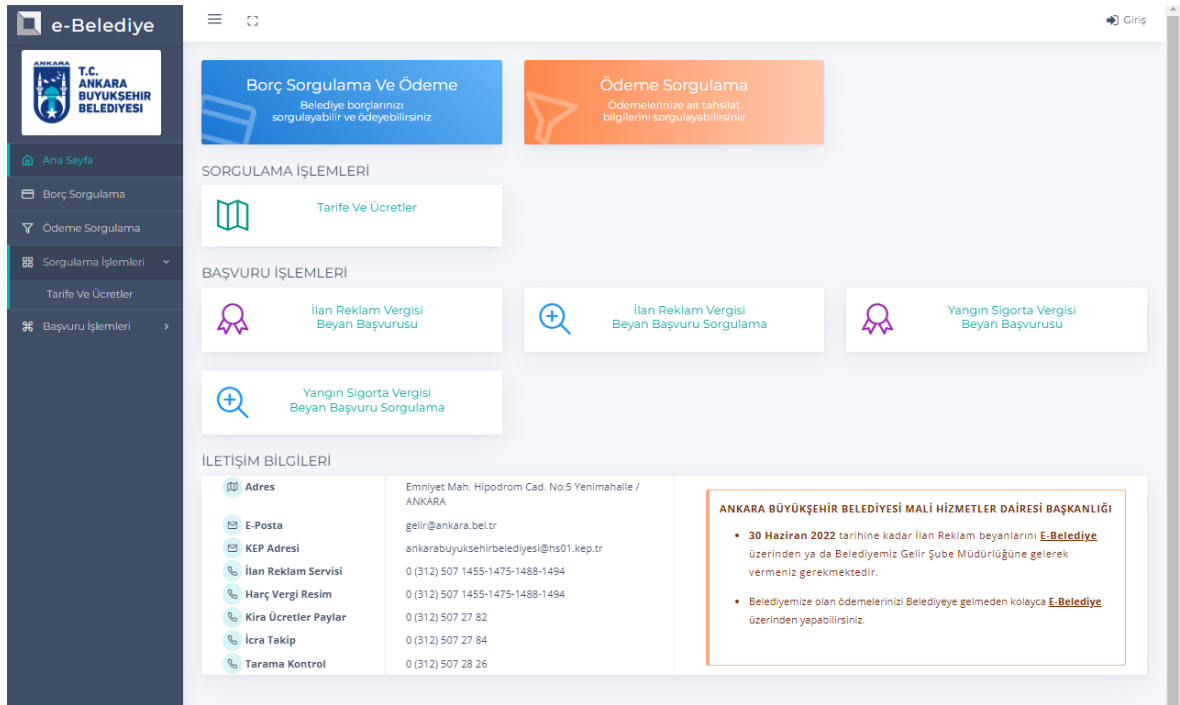 e-Belediye
ANKARA
T.C.
ANKARA
BÜYÜKŞEHİR
BELEDİYESİ
Ana Sayfa
Borç Sorgulama
Ödeme Sorgulama
Sorgulama İşlemleri
Tarife Ve Ücretler
Başvuru İşlemleri
Giriş
Borç Sorgulama Ve Ödeme
Belediye borçlarınızı
sorgulayabilir ve ödeyebilirsiniz
Ödeme Sorgulama
Ödemelerinize ait tahsilat
bilgilerini sorgulayabilirsiniz
SORGULAMA İŞLEMLERİ
Tarife Ve Ücretler
BAŞVURU İŞLEMLERİ
İlan Reklam Vergisi
Beyan Başvurusu
İlan Reklam Vergisi
Beyan Başvuru Sorgulama
Yangın Sigorta Vergisi
Beyan Başvurusu
Yangın Sigorta Vergisi
Beyan Başvuru Sorgulama
İLETİŞİM BİLGİLERİ
Adres
Emniyet Mah. Hipodrom Cad. No:5 Yenimahalle /
ANKARA
E-Posta
gelir@ankara.bel.tr
KEP Adresi
ankarabuyuksehirbelediyesi@hs01.kep.tr
İlan Reklam Servisi
0 (312) 507 1455-1475-1488-1494
Harç Vergi Resim
0 (312) 507 1455-1475-1488-1494
Kira Ücretler Paylar
0 (312) 507 27 82
İcra Takip
0 (312) 507 27 84
Tarama Kontrol
0 (312) 507 28 26
ANKARA BÜYÜKŞEHİR BELEDİYESİ MALİ HİZMETLER DAİRESİ BAŞKANLIĞI
• 30 Haziran 2022 tarihine kadar İlan Reklam beyanlarını E-Belediye
üzerinden ya da Belediyemiz Gelir Şube Müdürlüğüne gelerek
vermeniz gerekmektedir.
• Belediyemize olan ödemelerinizi Belediyeye gelmeden kolayca E-Belediye
üzerinden yapabilirsiniz.